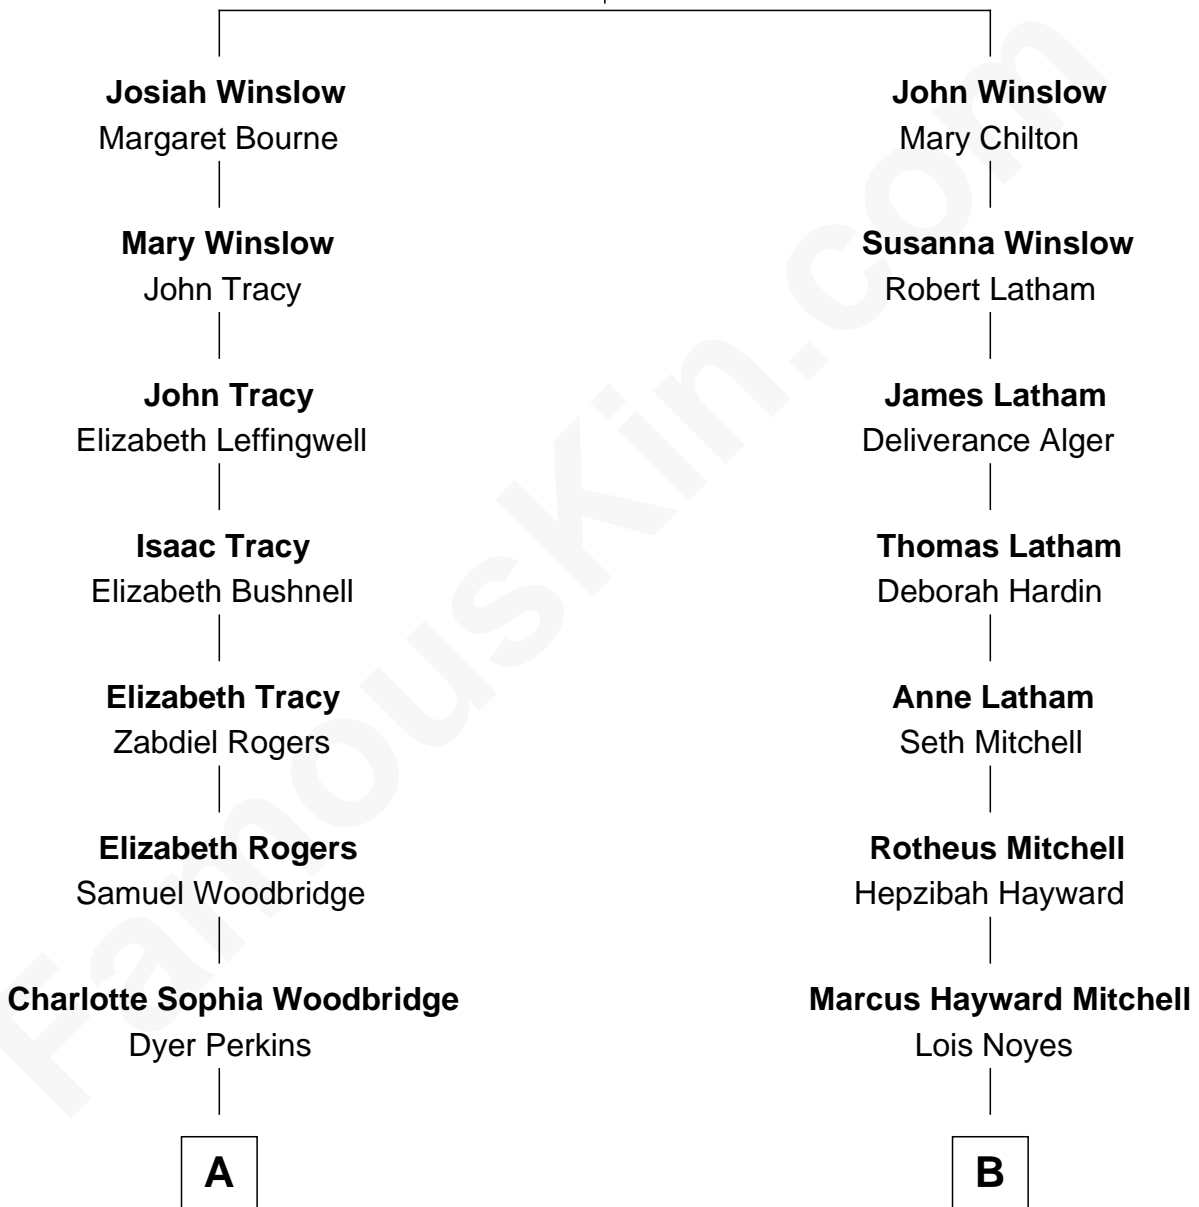 Josiah Winslow
Margaret Bourne
Mary Winslow
John Tracy
John Tracy
Elizabeth Leffingwell
Isaac Tracy
Elizabeth Bushnell
Elizabeth Tracy
Zabdiel Rogers
Elizabeth Rogers
Samuel Woodbridge
Charlotte Sophia Woodbridge
Dyer Perkins
A
John Winslow
Mary Chilton
Susanna Winslow
Robert Latham
James Latham
Deliverance Alger
Thomas Latham
Deborah Hardin
Anne Latham
Seth Mitchell
Rotheus Mitchell
Hepzibah Hayward
Marcus Hayward Mitchell
Lois Noyes
B
FamousKin.com